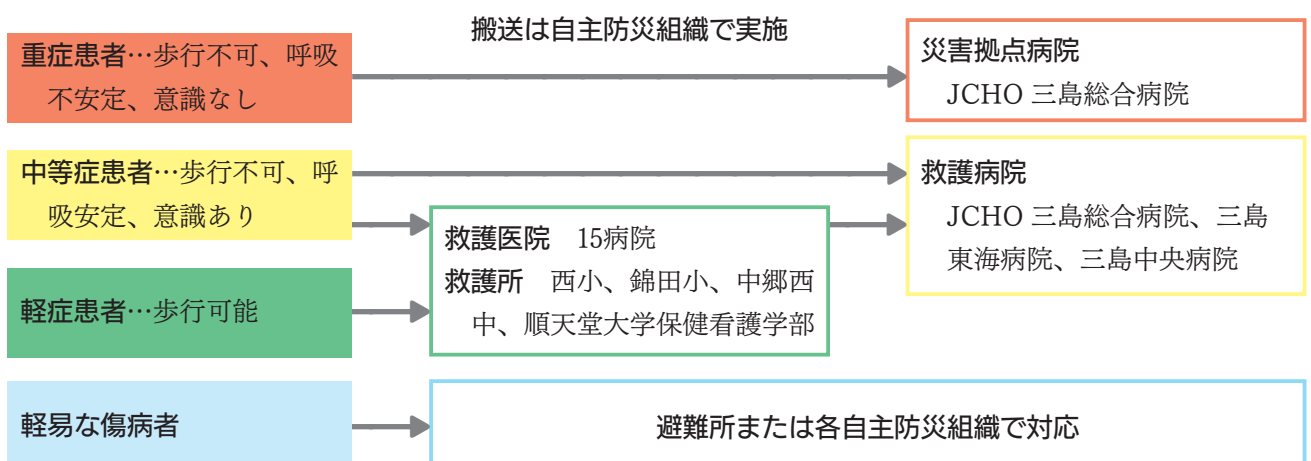 搬送は自主防災組織で実施
重症患者…歩行不可、呼吸
不安定、意識なし
災害拠点病院
JCHO 三島総合病院
中等症患者…歩行不可、呼
吸安定、意識あり
救護病院
JCHO 三島総合病院、三島
東海病院、三島中央病院
救護医院　15病院
救護所　西小、錦田小、中郷西
中、順天堂大学保健看護学部
軽症患者…歩行可能
軽易な傷病者
避難所または各自主防災組織で対応